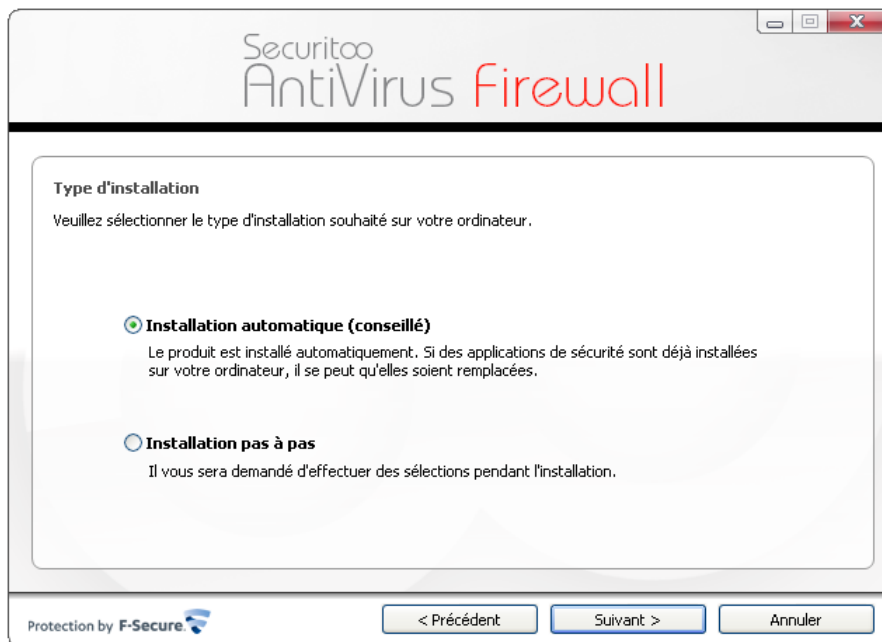 Securitoo
AntiVirus Firewall
Type d'installation
Veuillez sélectionner le type d'installation souhaité sur votre ordinateur.
Installation automatique (conseillé)
Le produit est installé automatiquement. Si des applications de sécurité sont déjà installées
sur votre ordinateur, il se peut qu'elles soient remplacées.
Installation pas à pas
Il vous sera demandé d'effectuer des sélections pendant l'installation.
Protection by F-Secure.
< Précédent
Suivant >
Annuler